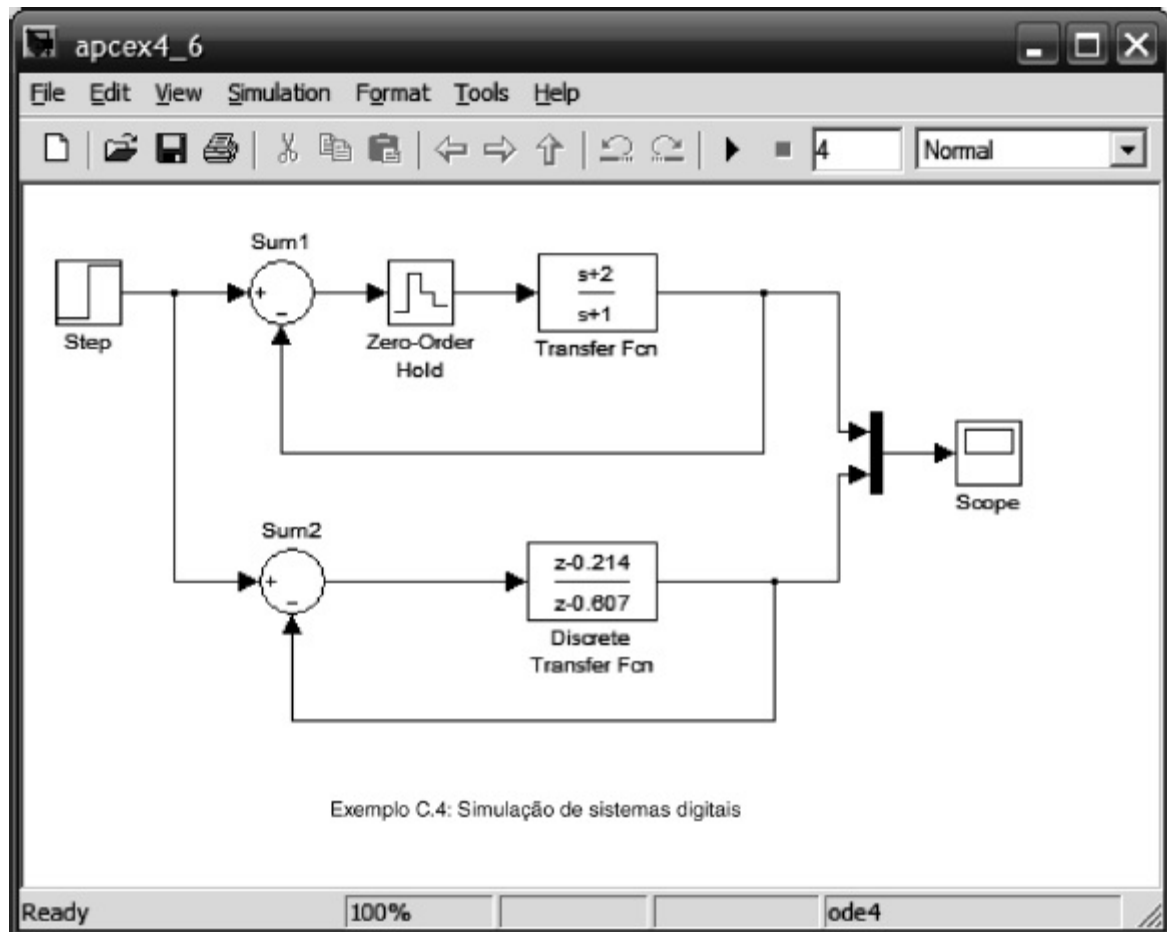 apcex4_6
File Edit View Simulation Format Tools Help
4 Normal
Sum1
+
-
Step
Zero-Order
Hold
s+2
s+1
Transfer Fcn
Scope
Sum2
+
-
z-0.214
z-0.607
Discrete
Transfer Fcn
Exemplo C.4: Simulação de sistemas digitais
Ready 100% ode4